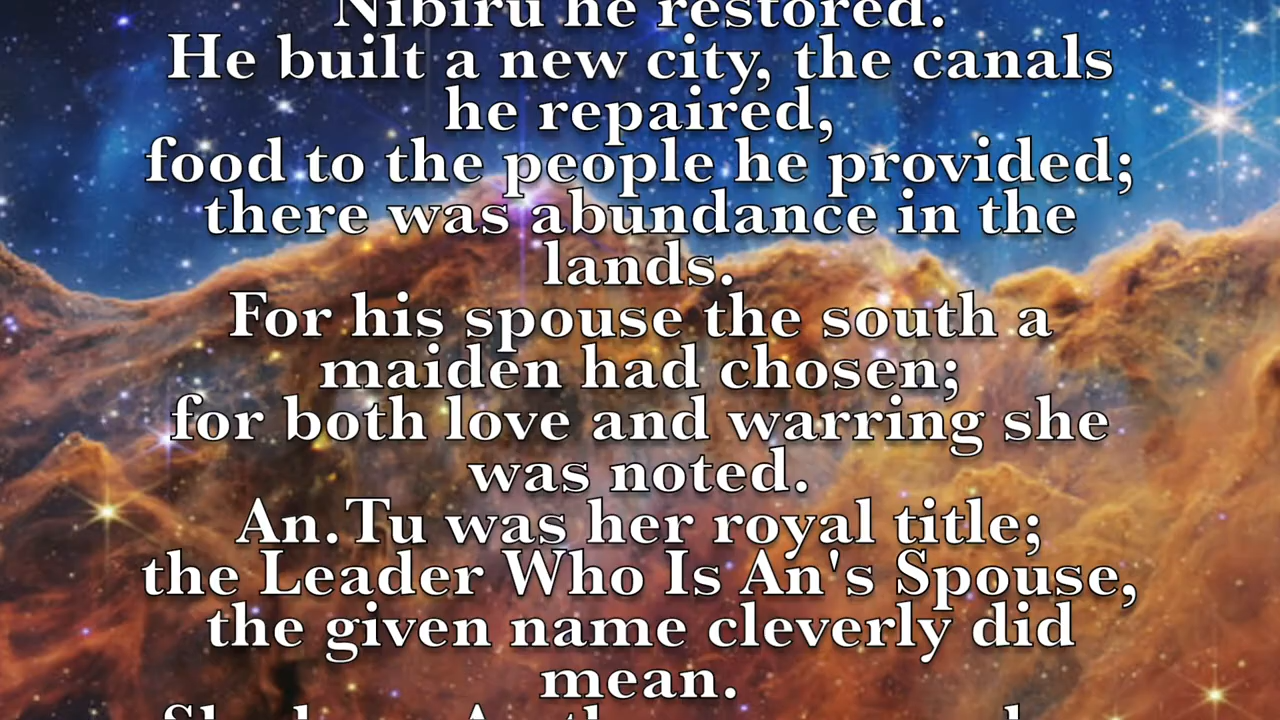 Nibiru he restored.
He built a new city, the canals
he repaired,
food to the people he provided;
there was abundance in the
lands.
For his spouse the south a
maiden had chosen;
for both love and warring she
was noted.
An.Tu was her royal title;
the Leader Who Is An's Spouse,
the given name cleverly did
mean.